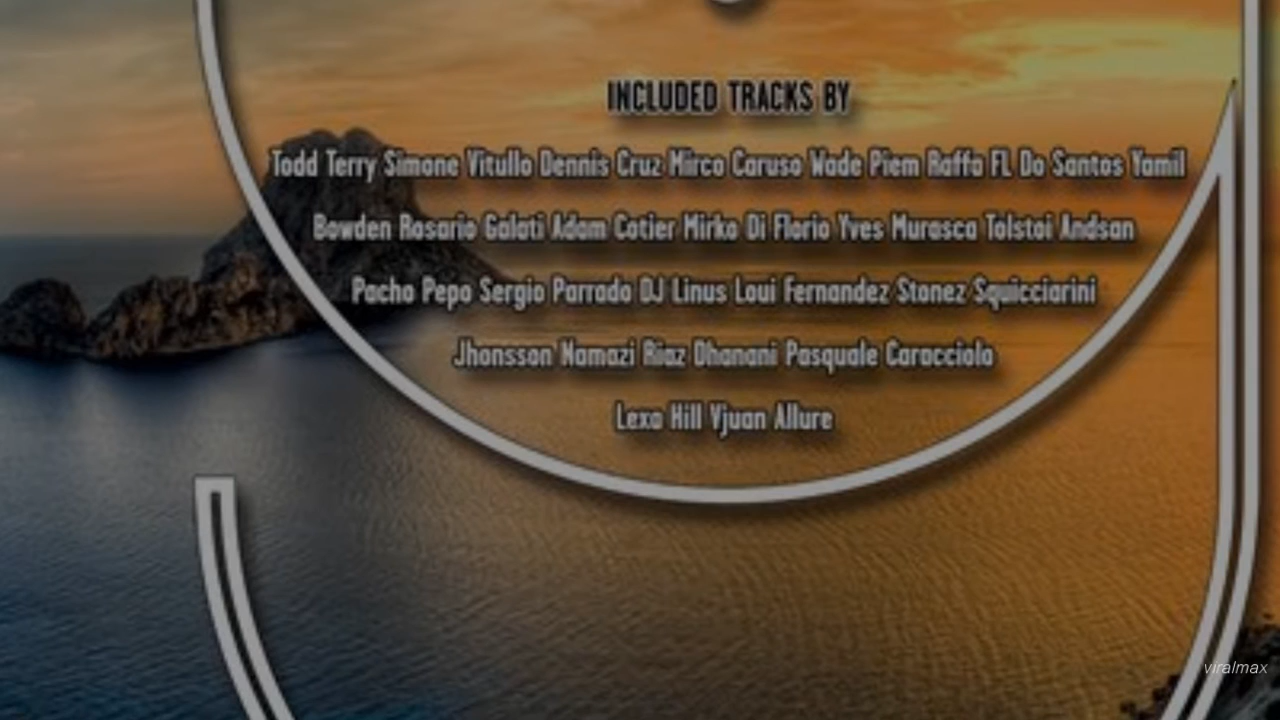 INCLUDED TRACKS BY
Todd Terry Simone Vitullo Dennis Cruz Mirco Caruso Wade Piem Raffa FL Do Santos Yamil
Bowden Rosario Galati Adam Cotier Mirko Di Florio Yves Murasca Tolstoi Andsan
Pacho Pepo Sergio Parrado DJ Linus Loui Fernandez Stonez Squicciarini
Jhonsson Namazi Riaz Dhanani Pasquale Caracciolo
Lexa Hill Vjuan Allure
viralmax